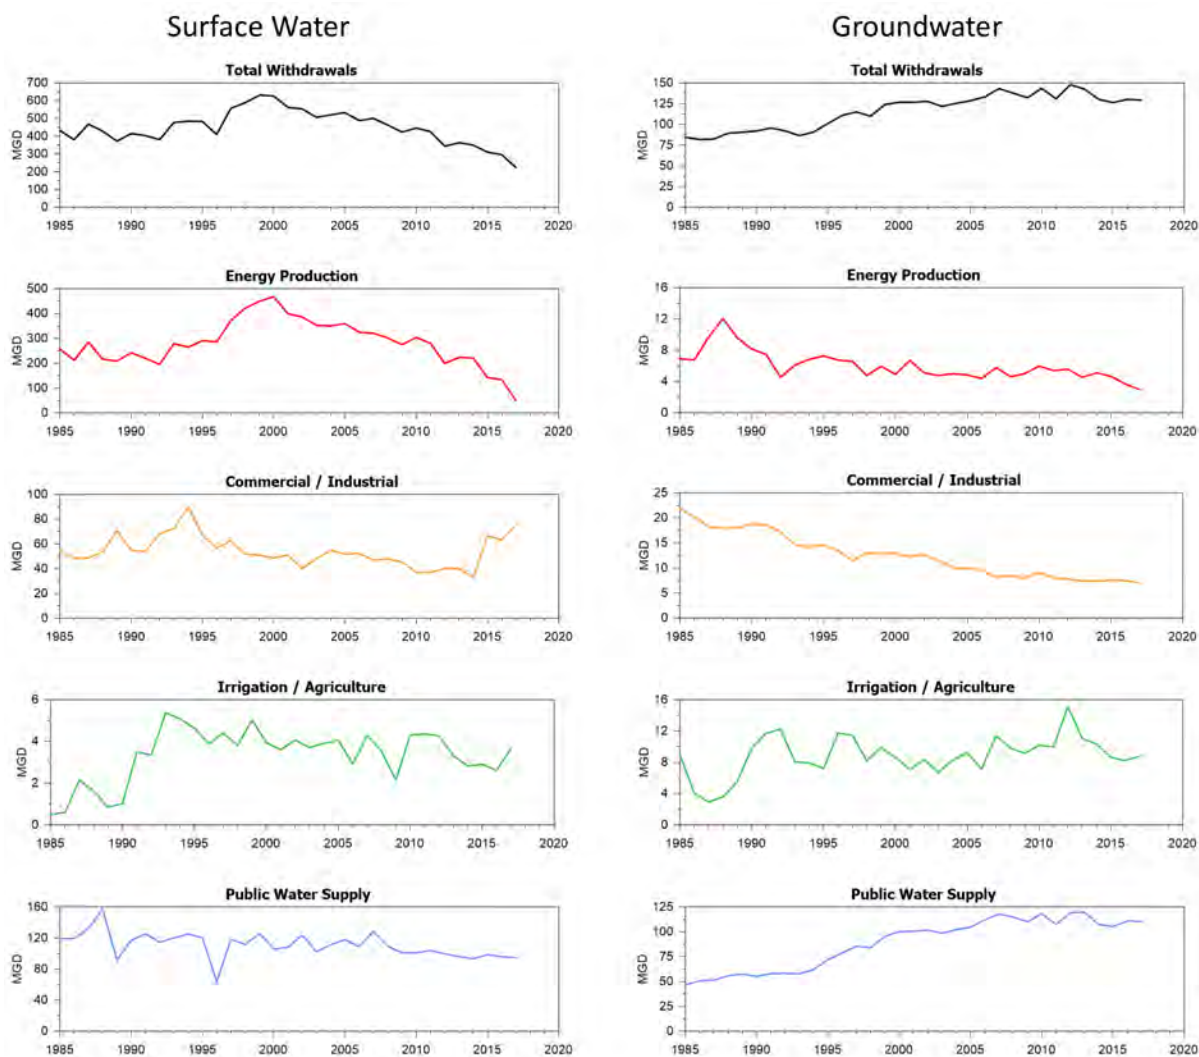 Surface Water
Groundwater
Total Withdrawals
700
600
500
400
300
200
100
0
MGD
1985 1990 1995 2000 2005 2010 2015 2020
Total Withdrawals
150
125
100
75
50
25
0
MGD
1985 1990 1995 2000 2005 2010 2015 2020
Energy Production
500
400
300
200
100
0
MGD
1985 1990 1995 2000 2005 2010 2015 2020
Energy Production
16
12
8
4
0
MGD
1985 1990 1995 2000 2005 2010 2015 2020
Commercial / Industrial
100
80
60
40
20
0
MGD
1985 1990 1995 2000 2005 2010 2015 2020
Commercial / Industrial
25
20
15
10
5
0
MGD
1985 1990 1995 2000 2005 2010 2015 2020
Irrigation / Agriculture
6
4
2
0
MGD
1985 1990 1995 2000 2005 2010 2015 2020
Irrigation / Agriculture
16
12
8
4
0
MGD
1985 1990 1995 2000 2005 2010 2015 2020
Public Water Supply
160
120
80
40
0
MGD
1985 1990 1995 2000 2005 2010 2015 2020
Public Water Supply
125
100
75
50
25
0
MGD
1985 1990 1995 2000 2005 2010 2015 2020